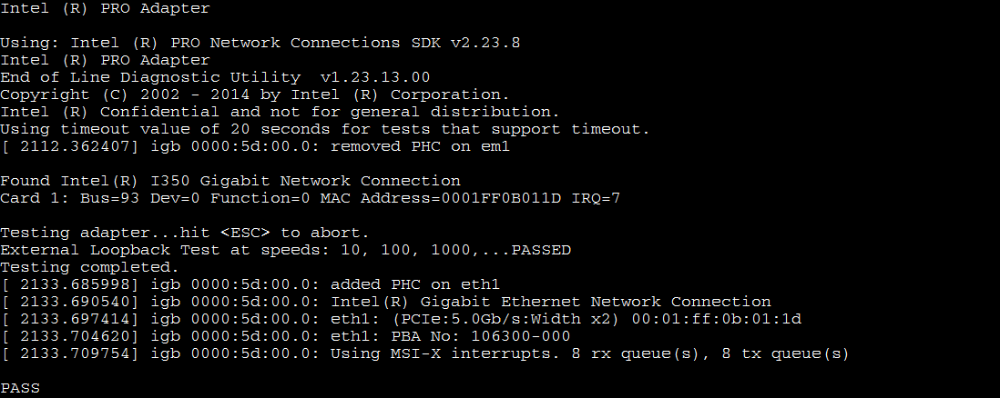 Intel (R) PRO Adapter
Using: Intel (R) PRO Network Connections SDK v2.23.8
Intel (R) PRO Adapter
End of Line Diagnostic Utility  v1.23.13.00
Copyright (C) 2002 - 2014 by Intel (R) Corporation.
Intel (R) Confidential and not for general distribution.
Using timeout value of 20 seconds for tests that support timeout.
[ 2112.362407] igb 0000:5d:00.0: removed PHC on em1
Found Intel(R) I350 Gigabit Network Connection
Card 1: Bus=93 Dev=0 Function=0 MAC Address=0001FF0B011D IRQ=7
Testing adapter...hit <ESC> to abort.
External Loopback Test at speeds: 10, 100, 1000,...PASSED
Testing completed.
[ 2133.685998] igb 0000:5d:00.0: added PHC on eth1
[ 2133.690540] igb 0000:5d:00.0: Intel(R) Gigabit Ethernet Network Connection
[ 2133.697414] igb 0000:5d:00.0: eth1: (PCIe:5.0Gb/s:Width x2) 00:01:ff:0b:01:1d
[ 2133.704620] igb 0000:5d:00.0: eth1: PBA No: 106300-000
[ 2133.709754] igb 0000:5d:00.0: Using MSI-X interrupts. 8 rx queue(s), 8 tx queue(s)
PASS